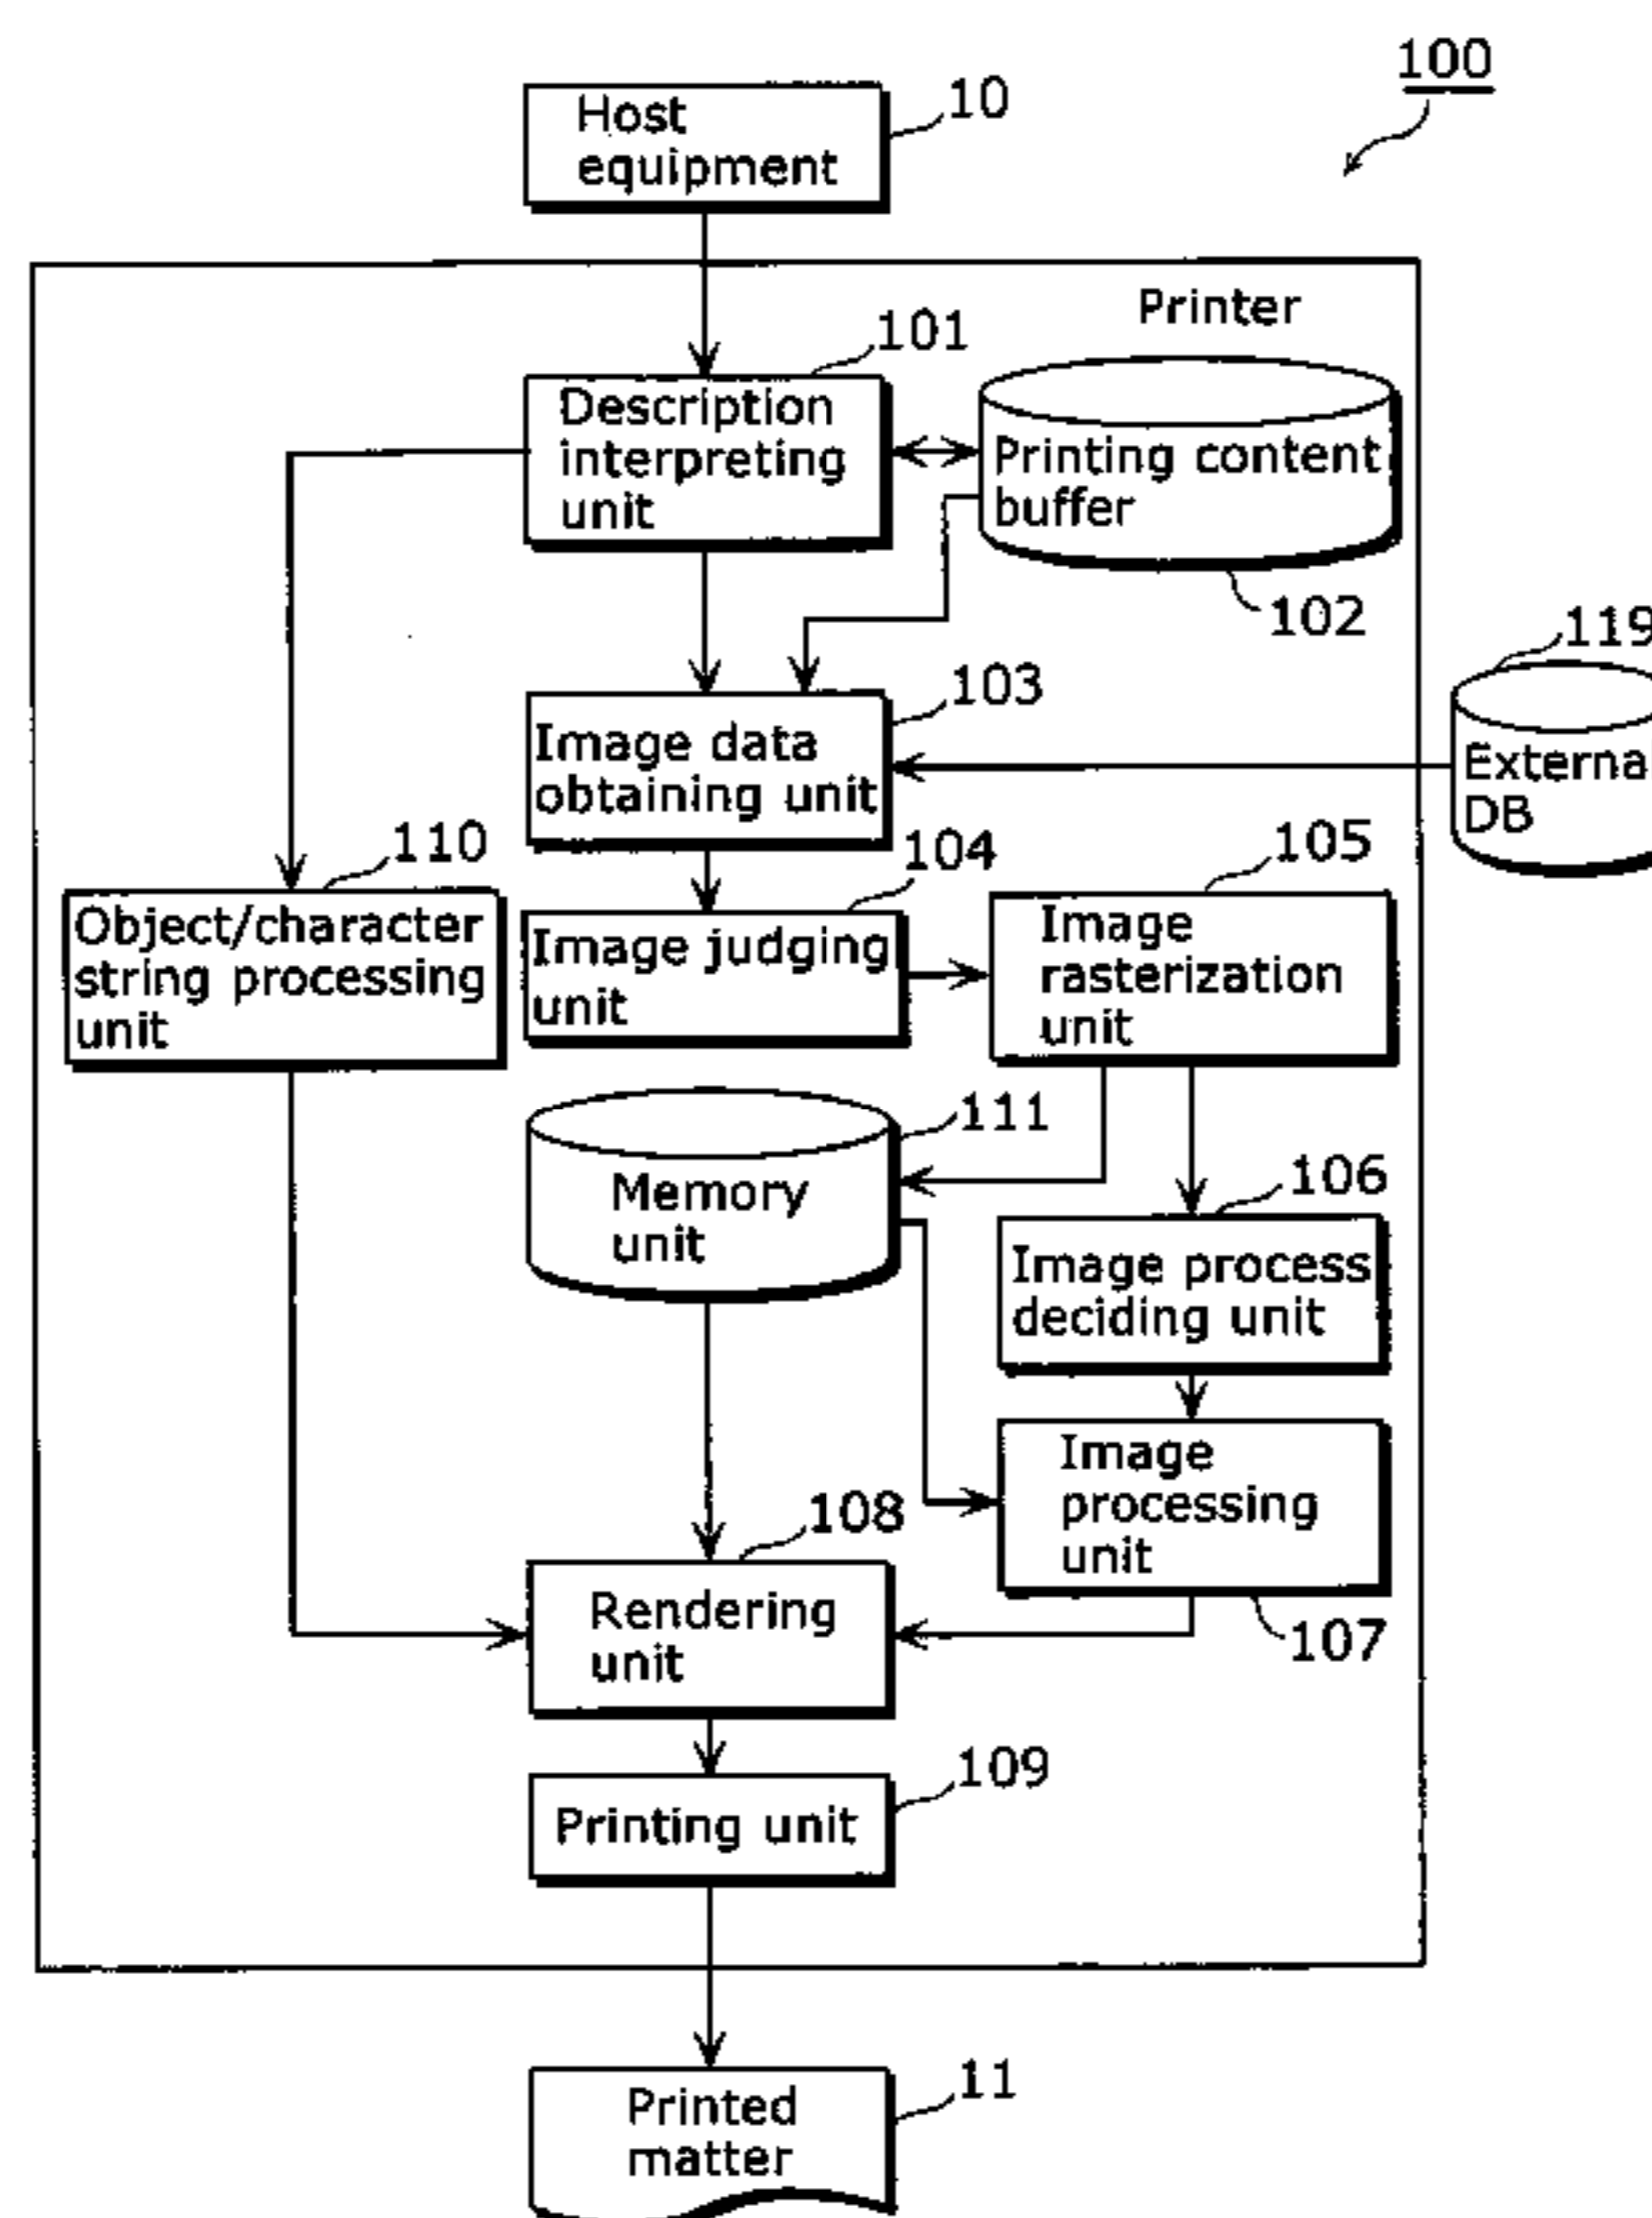 100
Host
equipment
10
Printer
101
Description
interpreting
unit
Printing content
buffer
102
119
103
Image data
obtaining unit
Externa
DB
110
104
105
Object/character
string processing
unit
Image judging
unit
Image
rasterization
unit
111
Memory
unit
106
Image process
deciding unit
Image
processing
unit
107
108
Rendering
unit
109
Printing unit
11
Printed
matter